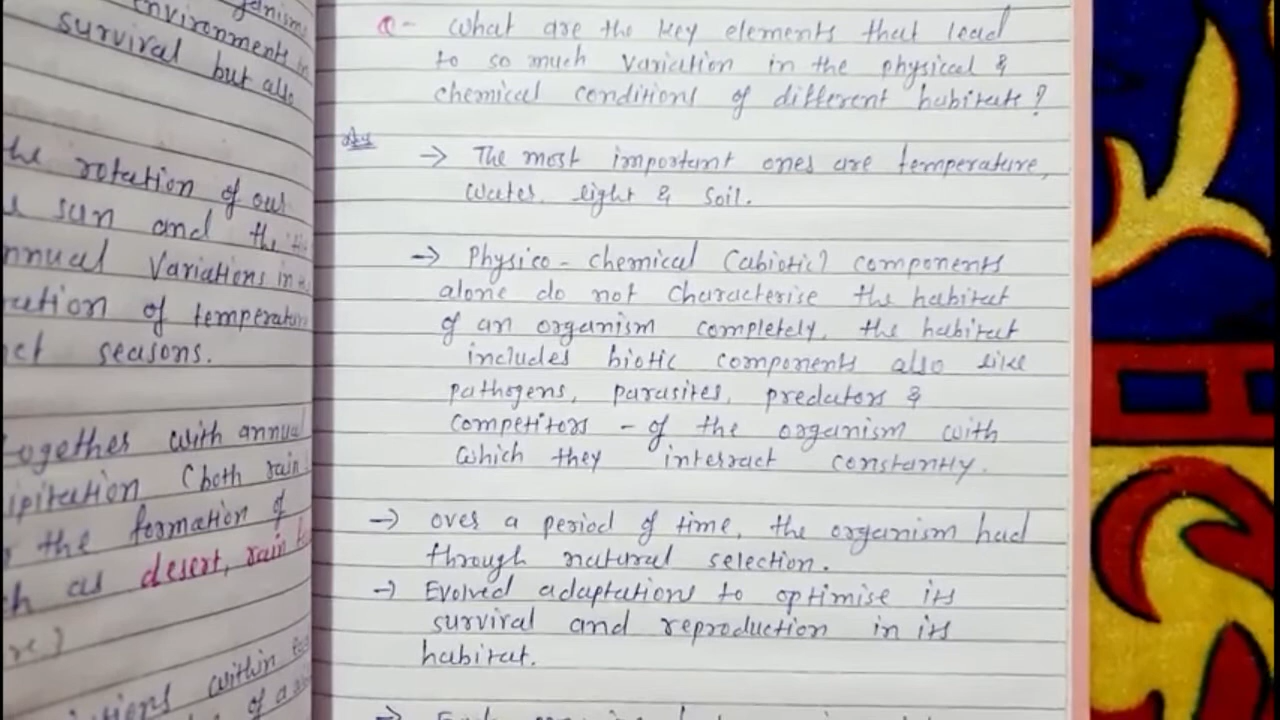 environments
survival but also
the rotation of our
sun and the
annual variations in
of temperature
seasons.
together with annual
(both rain
the formation of
as desert, rain
within
of a
Q- What are the key elements that lead
to so much variation in the physical &
chemical conditions of different habitats?
Ans
→ The most important ones are temperature,
water, light & soil.
→ Physico-chemical (abiotic) components
alone do not characterise the habitat
of an organism completely, the habitat
includes biotic components also like
pathogens, parasites, predators &
competitors - of the organism with
which they interact constantly.
→ over a period of time, the organism had
through natural selection.
→ Evolved adaptations to optimise its
survival and reproduction in its
habitat.
→ Each